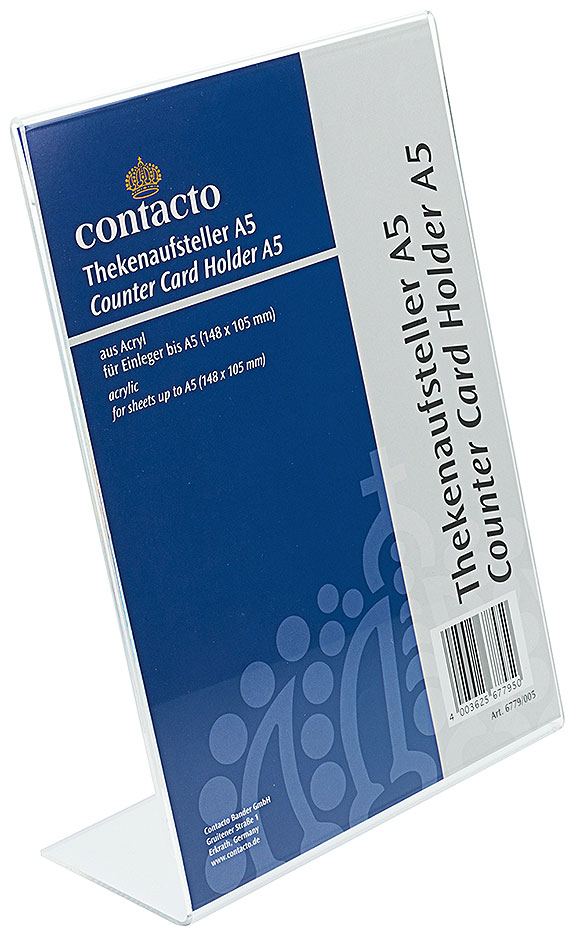 contacto
Thekenaufsteller A5
Counter Card Holder A5
aus Acryl
für Einleger bis A5 (148 x 105 mm)
acrylic
for sheets up to A5 (148 x 105 mm)
Contacto Bander GmbH
Gruitener Straße 1
Erkrath, Germany
www.contacto.de
Thekenaufsteller A5
Counter Card Holder A5
4 003625 677950
Art. 6779/005